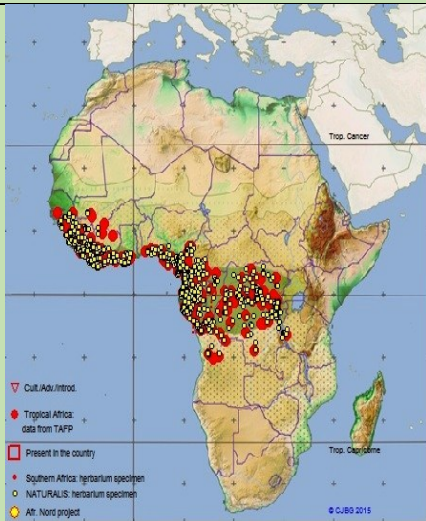 Trop. Cancer
Cult./Adv./Introd.
Tropical Africa:
data from TAFP
Present in the country
Trop. Capricorne
Southern Africa: herbarium specimen
NATURALIS: herbarium specimen
Afr. Nord project
© CJBG 2015